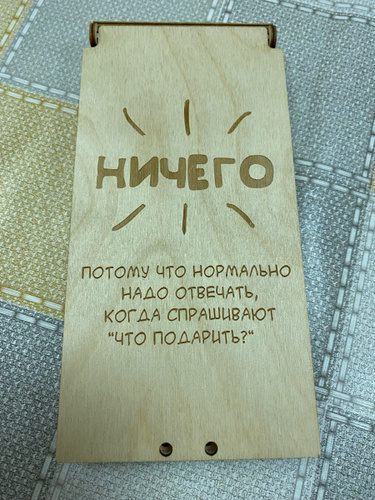 НИЧЕГО
ПОТОМУ ЧТО НОРМАЛЬНО
НАДО ОТВЕЧАТЬ,
КОГДА СПРАШИВАЮТ
"ЧТО ПОДАРИТЬ?"